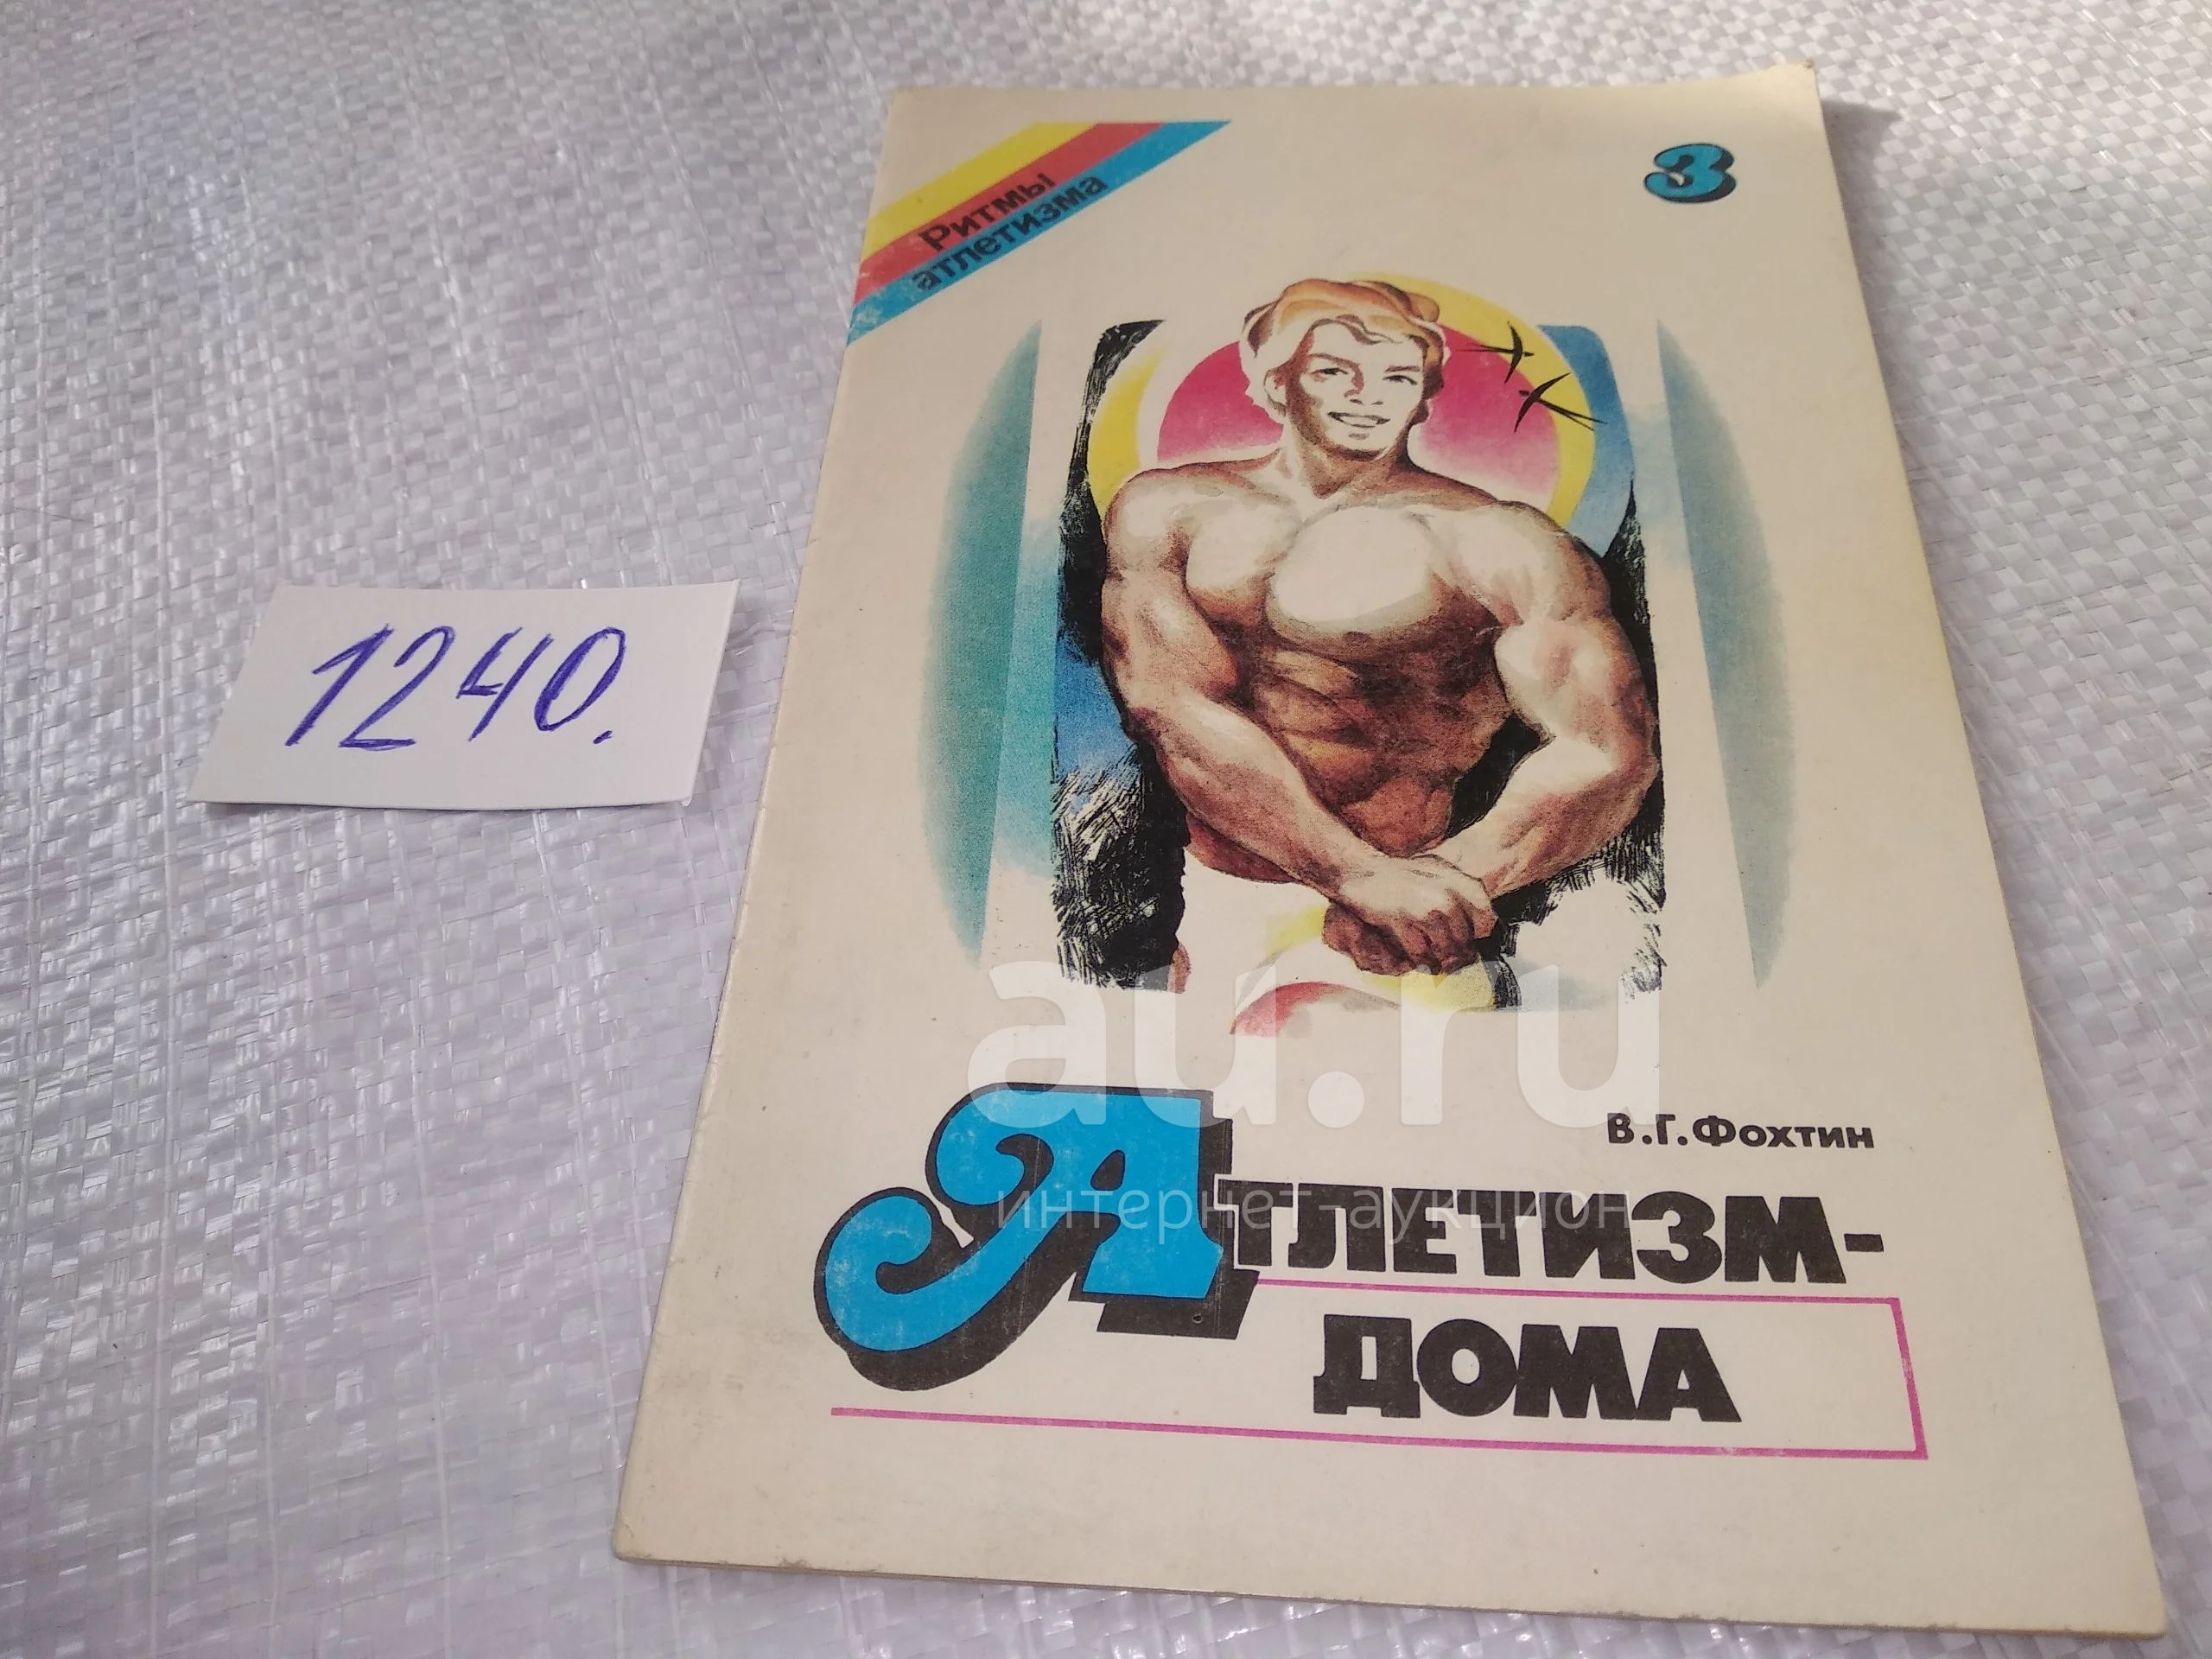 Ритмы
атлетизма
3
1240.
au.ru
интернет-аукцион
В.Г.Фохтин
АТЛЕТИЗМ-
ДОМА